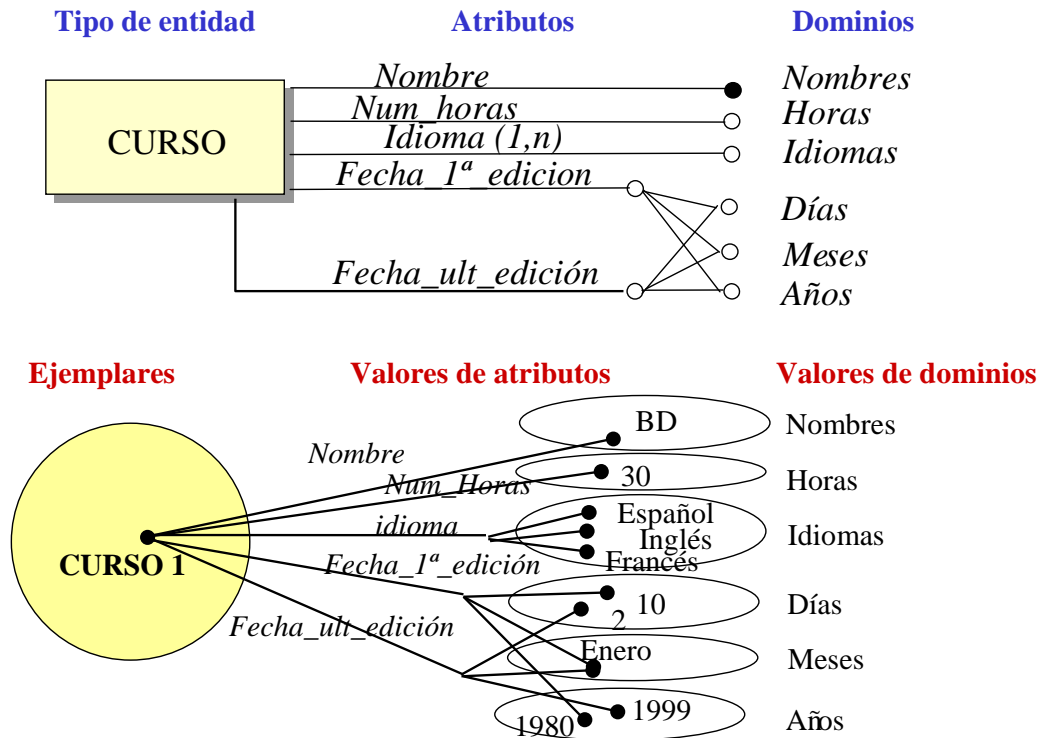 Tipo de entidad Atributos Dominios
Nombre Nombres
Num_horas Horas
CURSO Idioma (1,n) Idiomas
Fecha_1ª_edicion
Días
Meses
Fecha_ult_edición Años
Ejemplares Valores de atributos Valores de dominios
BD Nombres
Nombre
30 Horas
Num_Horas
Español
idioma Inglés Idiomas
CURSO 1 Fecha_1ª_edición Francés
10 Días
2
Fecha_ult_edición
Enero Meses
1980 1999 Años